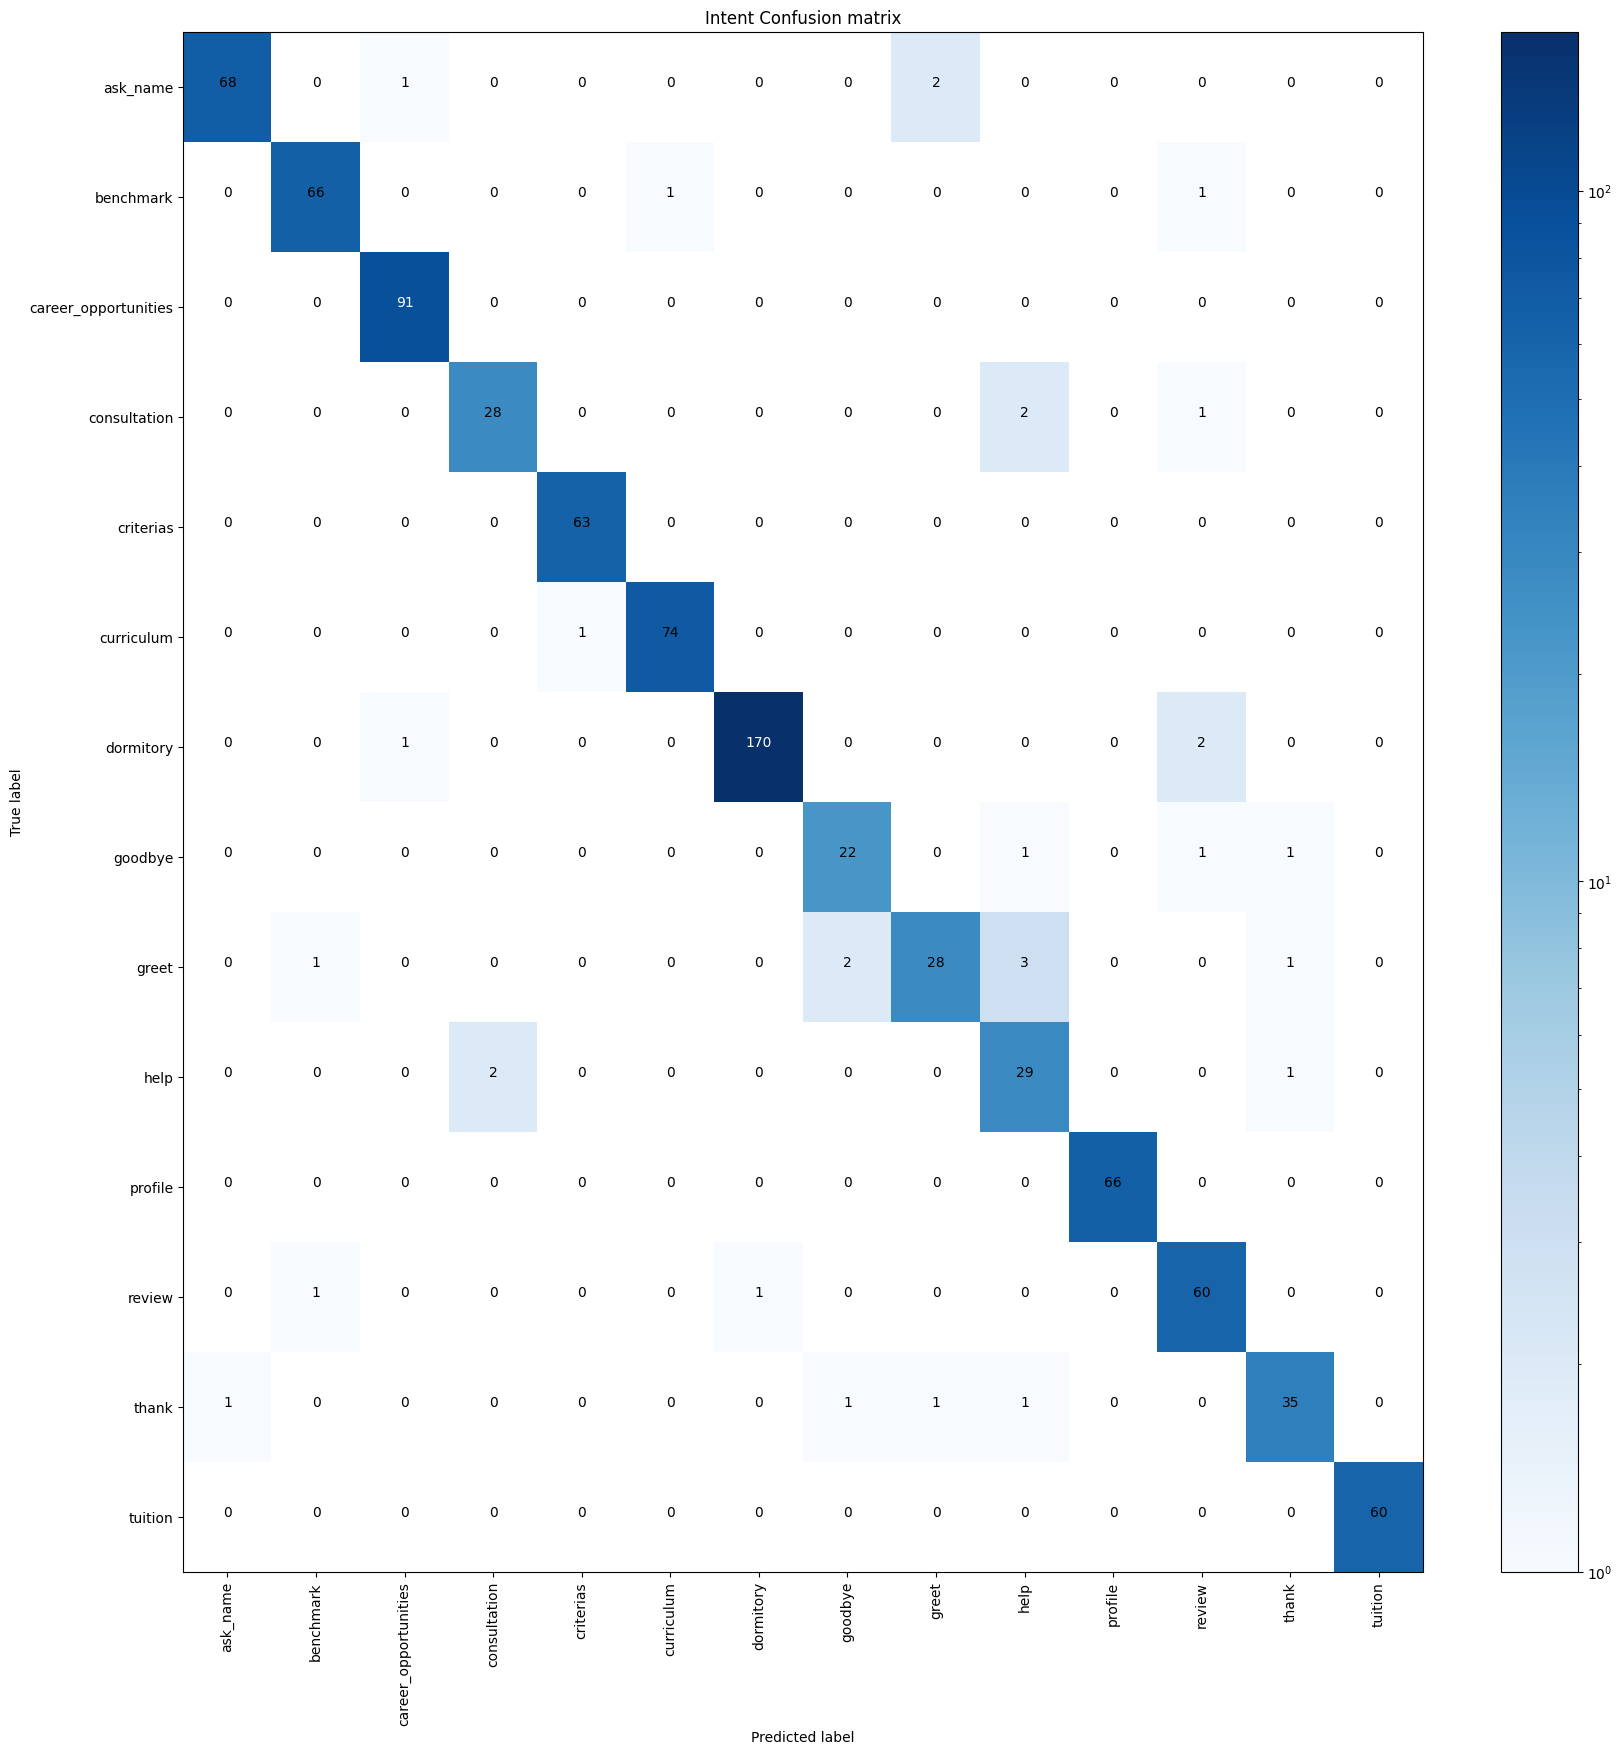 Intent Confusion matrix
True label
ask_name 68 0 1 0 0 0 0 0 2 0 0 0 0 0
benchmark 0 66 0 0 0 1 0 0 0 0 0 1 0 0
career_opportunities 0 0 91 0 0 0 0 0 0 0 0 0 0 0
consultation 0 0 0 28 0 0 0 0 0 2 0 1 0 0
criterias 0 0 0 0 63 0 0 0 0 0 0 0 0 0
curriculum 0 0 0 0 1 74 0 0 0 0 0 0 0 0
dormitory 0 0 1 0 0 0 170 0 0 0 0 2 0 0
goodbye 0 0 0 0 0 0 0 22 0 1 0 1 1 0
greet 0 1 0 0 0 0 0 2 28 3 0 0 1 0
help 0 0 0 2 0 0 0 0 0 29 0 0 1 0
profile 0 0 0 0 0 0 0 0 0 0 66 0 0 0
review 0 1 0 0 0 0 1 0 0 0 0 60 0 0
thank 1 0 0 0 0 0 0 1 1 1 0 0 35 0
tuition 0 0 0 0 0 0 0 0 0 0 0 0 0 60
ask_name
benchmark
career_opportunities
consultation
criterias
curriculum
dormitory
goodbye
greet
help
profile
review
thank
tuition
Predicted label
10²
10¹
10⁰